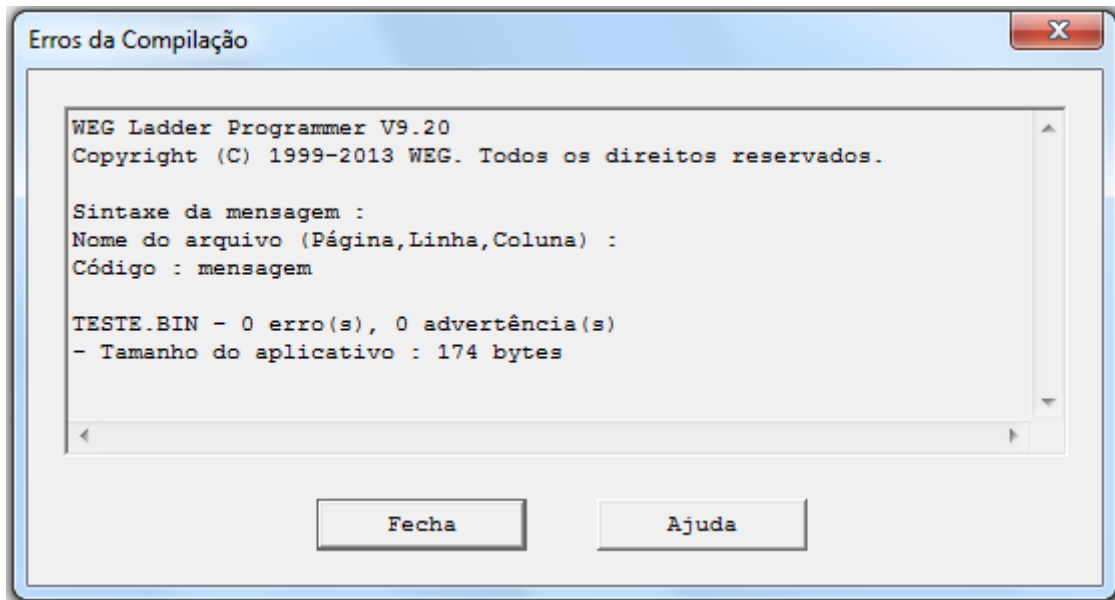 Erros da Compilação
WEG Ladder Programmer V9.20
Copyright (C) 1999-2013 WEG. Todos os direitos reservados.
Sintaxe da mensagem :
Nome do arquivo (Página,Linha,Coluna) :
Código : mensagem
TESTE.BIN - 0 erro(s), 0 advertência(s)
- Tamanho do aplicativo : 174 bytes
Fecha
Ajuda